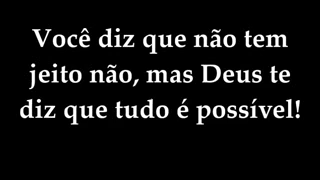 Você diz que não tem
jeito não, mas Deus te
diz que tudo é possível!